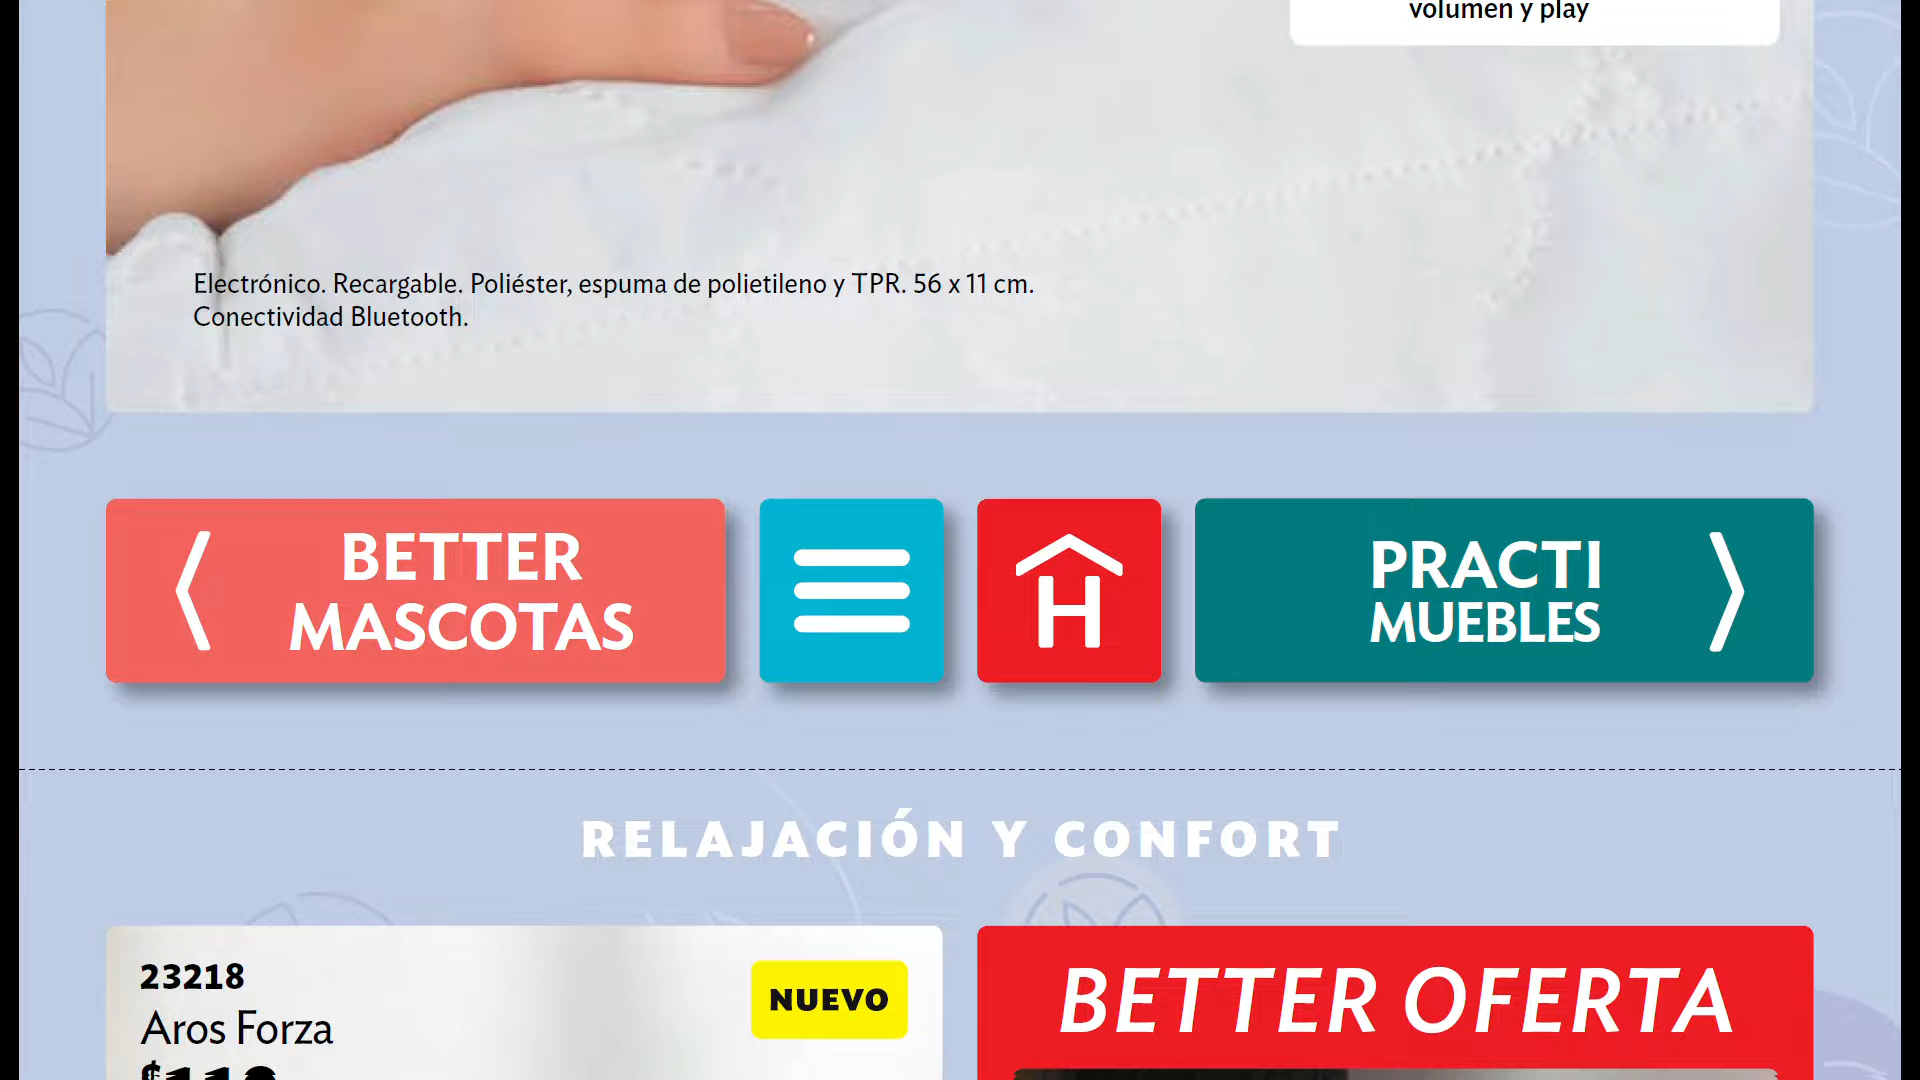 volumen y play
Electrónico. Recargable. Poliéster, espuma de polietileno y TPR. 56 x 11 cm.
Conectividad Bluetooth.
BETTER
MASCOTAS
H
PRACTI
MUEBLES
RELAJACIÓN Y CONFORT
23218
Aros Forza
NUEVO
BETTER OFERTA